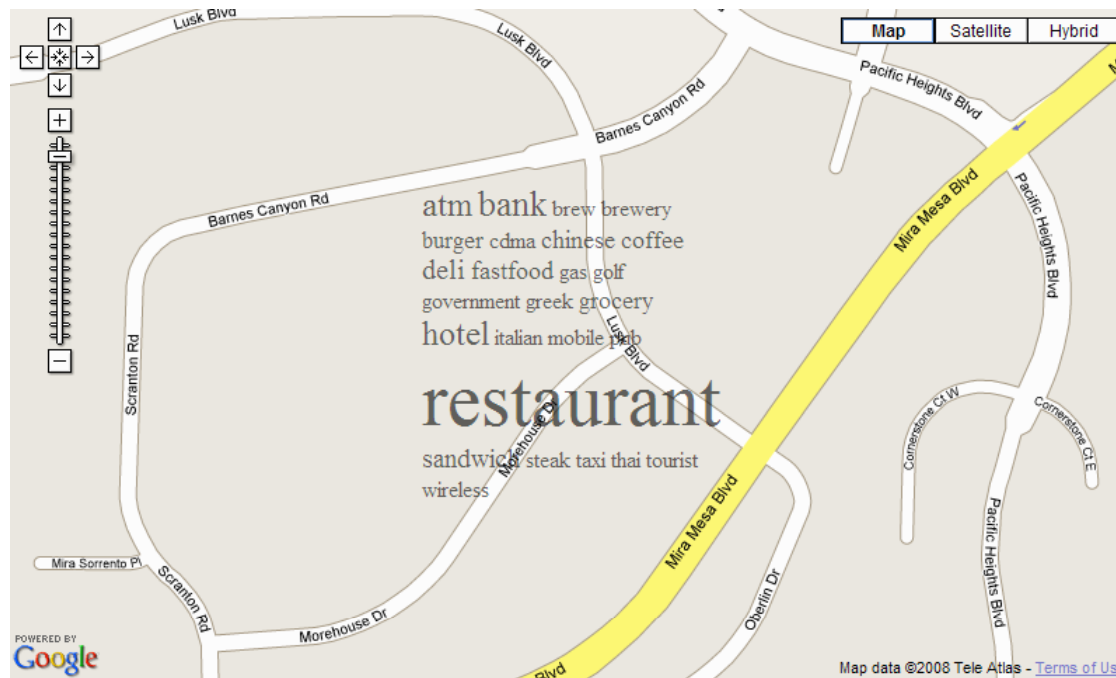 Lusk Blvd
Lusk Blvd
Map
Satellite
Hybrid
Pacific Heights Blvd
Barnes Canyon Rd
Barnes Canyon Rd
Mira Mesa Blvd
Pacific Heights Blvd
atm bank brew brewery
burger cdma chinese coffee
deli fastfood gas golf
government greek grocery
hotel italian mobile pub
Lusk Blvd
restaurant
Scranton Rd
Morehouse Dr
Cornerstone Ct W
Cornerstone Ct E
sandwich steak taxi thai tourist
wireless
Mira Mesa Blvd
Pacific Heights Blvd
Mira Sorrento Pl
Scranton Rd
Oberlin Dr
Morehouse Dr
POWERED BY
Google
Blvd
Map data ©2008 Tele Atlas - Terms of Us